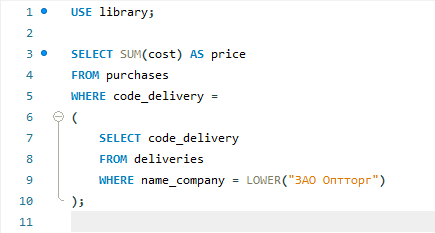 1 USE library;
2
3 SELECT SUM(cost) AS price
4 FROM purchases
5 WHERE code_delivery =
6 (
7 SELECT code_delivery
8 FROM deliveries
9 WHERE name_company = LOWER("ЗАО Оптторг")
10 );
11